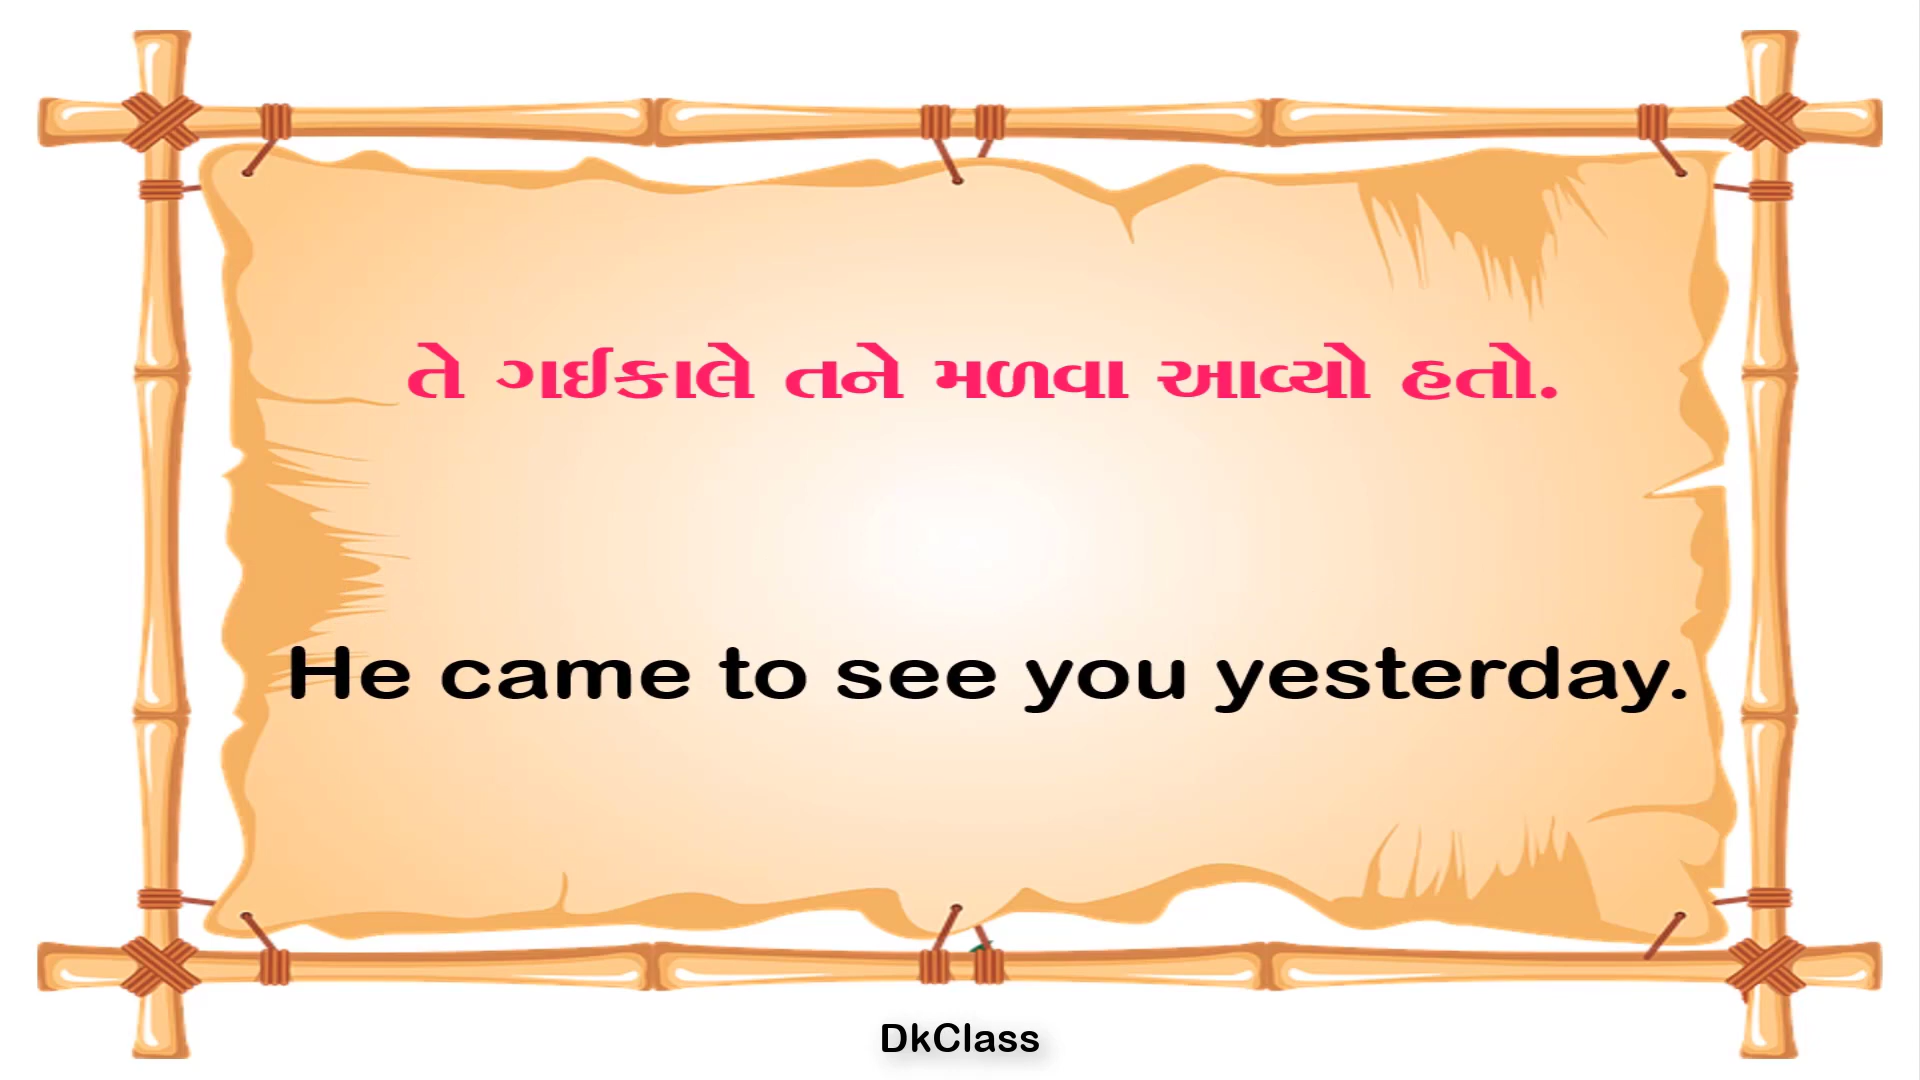 તે ગઈકાલે તને મળવા આવ્યો હતો.
He came to see you yesterday.
DkClass